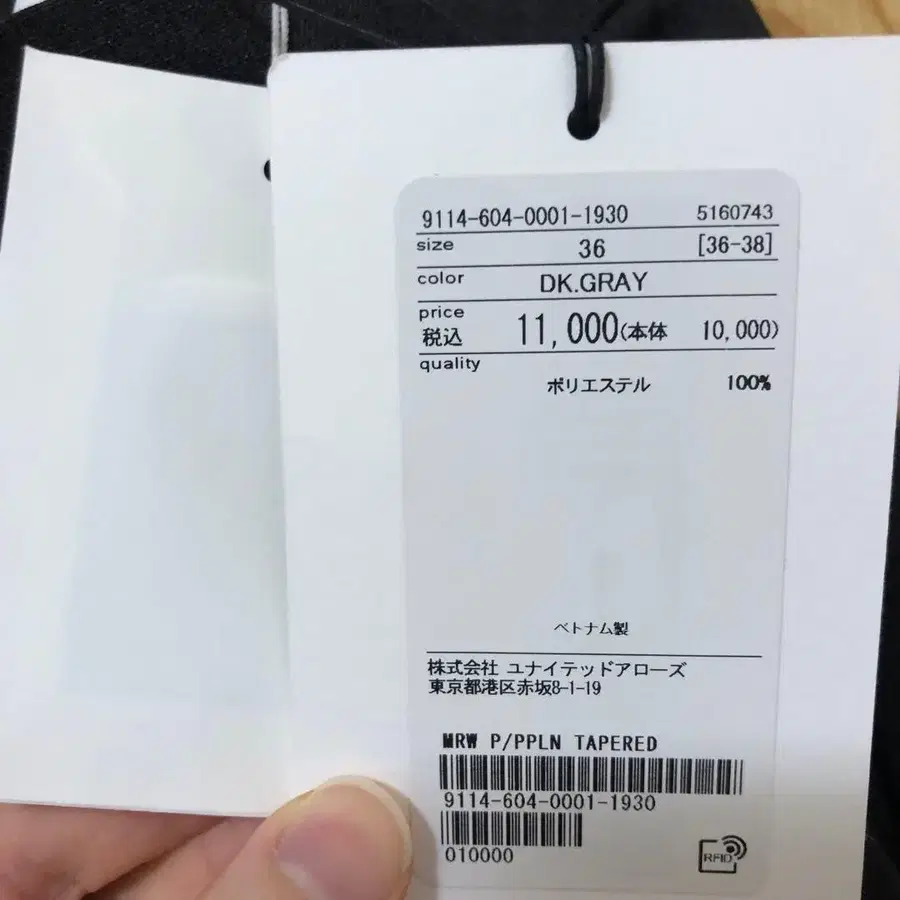 9114-604-0001-1930 5160743
size 36 [36-38]
color DK.GRAY
price
税込 11,000(本体 10,000)
quality
ポリエステル 100%
ベトナム製
株式会社 ユナイテッドアローズ
東京都港区赤坂8-1-19
MRW P/PPLN TAPERED
9114-604-0001-1930
010000
RFID